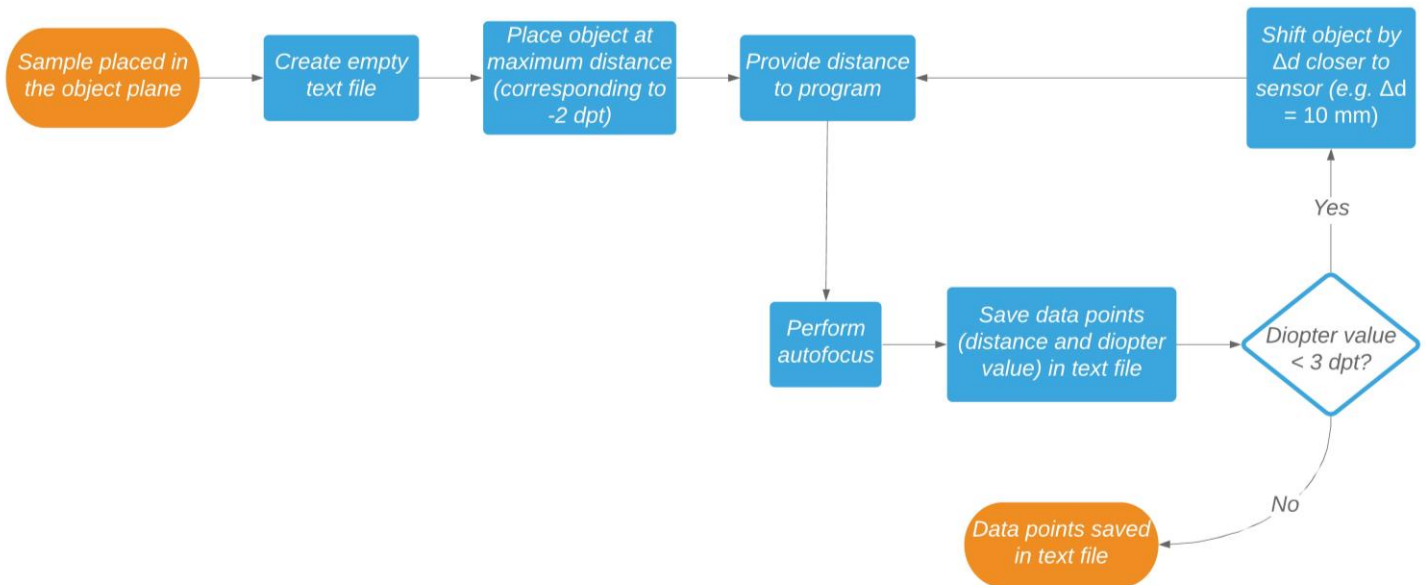 Sample placed in
the object plane
Create empty
text file
Place object at
maximum distance
(corresponding to
-2 dpt)
Provide distance
to program
Shift object by
Δd closer to
sensor (e.g. Δd
= 10 mm)
Yes
Perform
autofocus
Save data points
(distance and diopter
value) in text file
Diopter value
< 3 dpt?
No
Data points saved
in text file